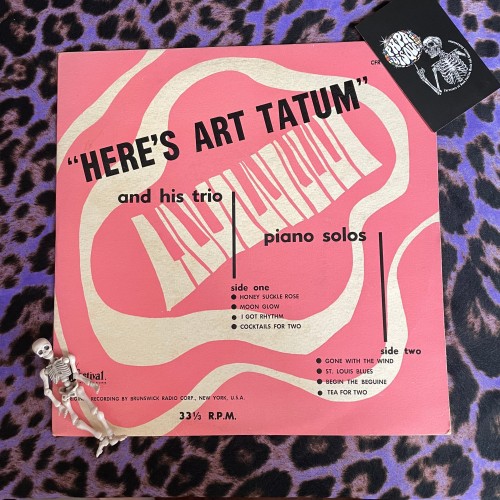 "HERE'S ART TATUM"
and his trio
piano solos
side one
● HONEY SUCKLE ROSE
● MOON GLOW
● I GOT RHYTHM
● COCKTAILS FOR TWO
side two
● GONE WITH THE WIND
● ST. LOUIS BLUES
● BEGIN THE BEGUINE
● TEA FOR TWO
RECORDING BY BRUNSWICK RADIO CORP., NEW YORK, U.S.A.
33⅓ R.P.M.